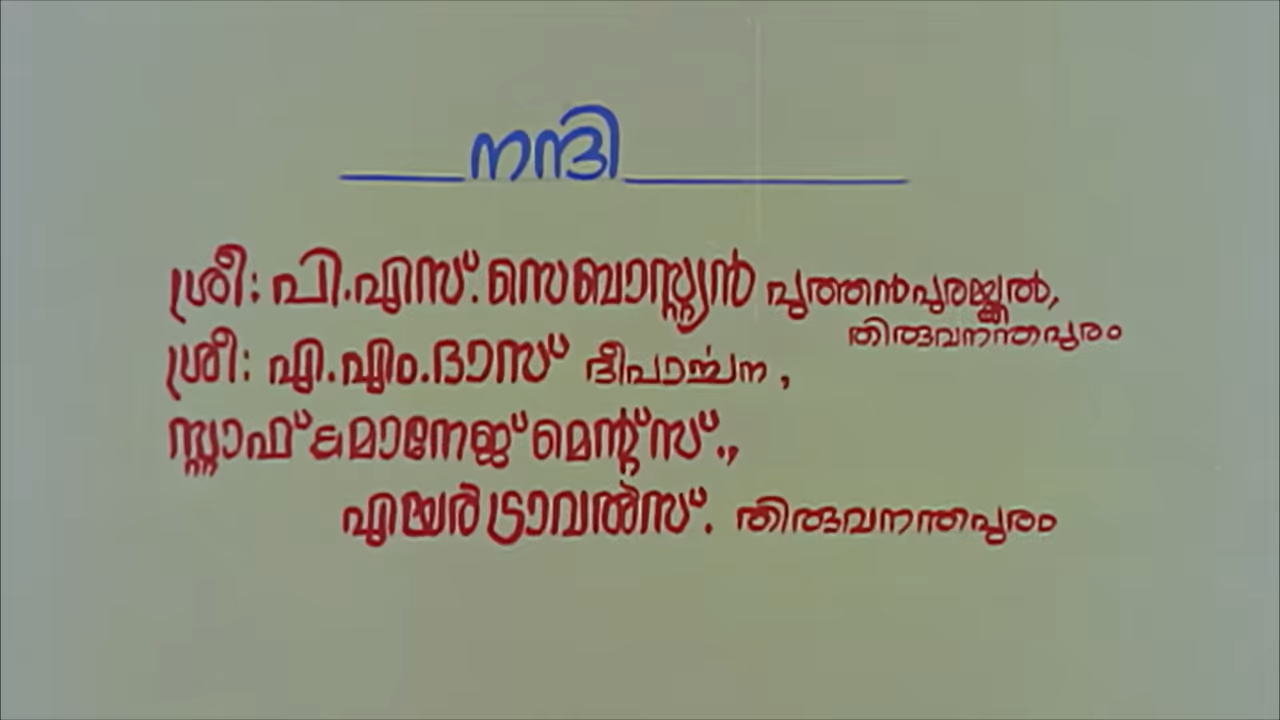 നന്ദി
ശ്രീ: പി.എസ്. സെബാസ്റ്റ്യൻ പുത്തൻപുരയ്ക്കൽ,
തിരുവനന്തപുരം
ശ്രീ: എ.എം.ദാസ് ദീപാർച്ചന ,
സ്റ്റാഫ് & മാനേജ്മെന്റ്സ്.,
എയർ ട്രാവൽസ്. തിരുവനന്തപുരം